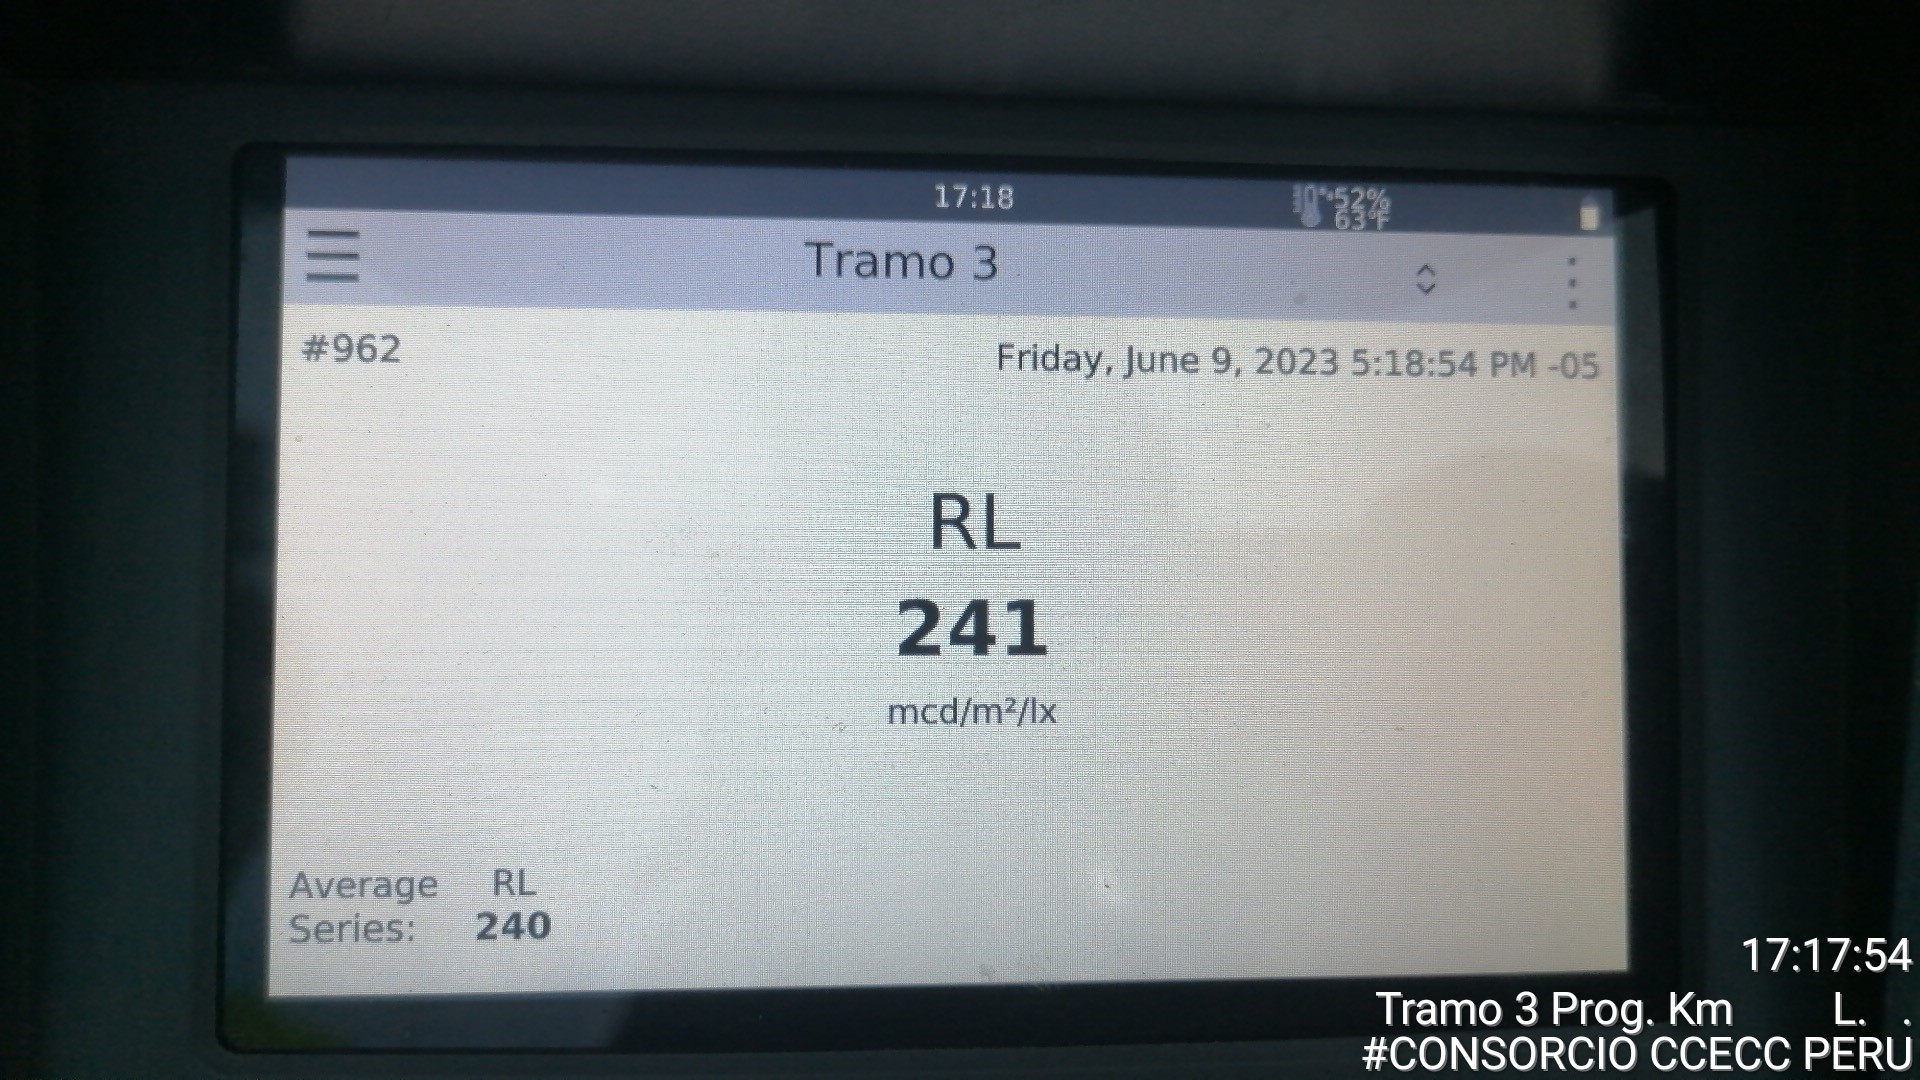 17:18
52%
63°F
Tramo 3
#962
Friday, June 9, 2023 5:18:54 PM -05
RL
241
mcd/m²/lx
Average RL
Series: 240
17:17:54
Tramo 3 Prog. Km L. .
#CONSORCIO CCECC PERU